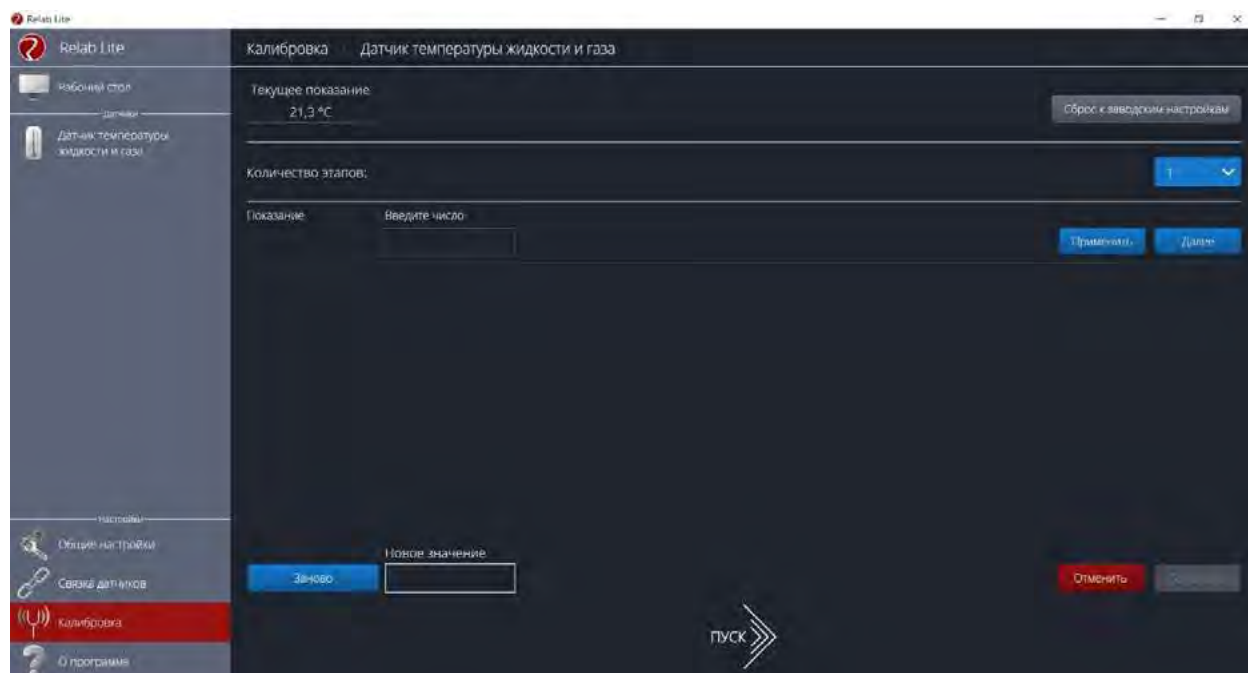 Relab Lite
Relab Lite
Калибровка Датчик температуры жидкости и газа
Рабочий стол
Текущее показание
21,3 °C
Сброс к заводским настройкам
Датчики
Датчик температуры
жидкости и газа
Количество этапов:
1
Показание Введите число
Применить Далее
Настройки
Общие настройки
Новое значение
Связка датчиков
Заново
Отменить
Калибровка
ПУСК
О программе